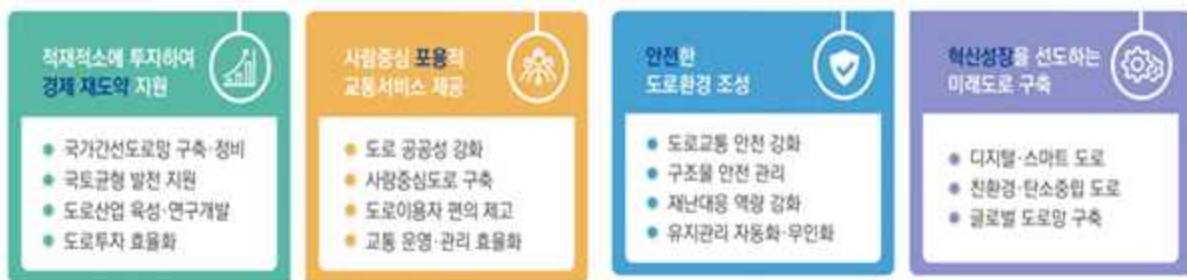 적재적소에 투자하여
경제 재도약 지원
국가간선도로망 구축·정비
국토균형 발전 지원
도로산업 육성·연구개발
도로투자 효율화
사람중심 포용적
교통서비스 제공
도로 공공성 강화
사람중심도로 구축
도로이용자 편의 제고
교통 운영·관리 효율화
안전한
도로환경 조성
도로교통 안전 강화
구조물 안전 관리
재난대응 역량 강화
유지관리 자동화·무인화
혁신성장을 선도하는
미래도로 구축
디지털·스마트 도로
친환경·탄소중립 도로
글로벌 도로망 구축